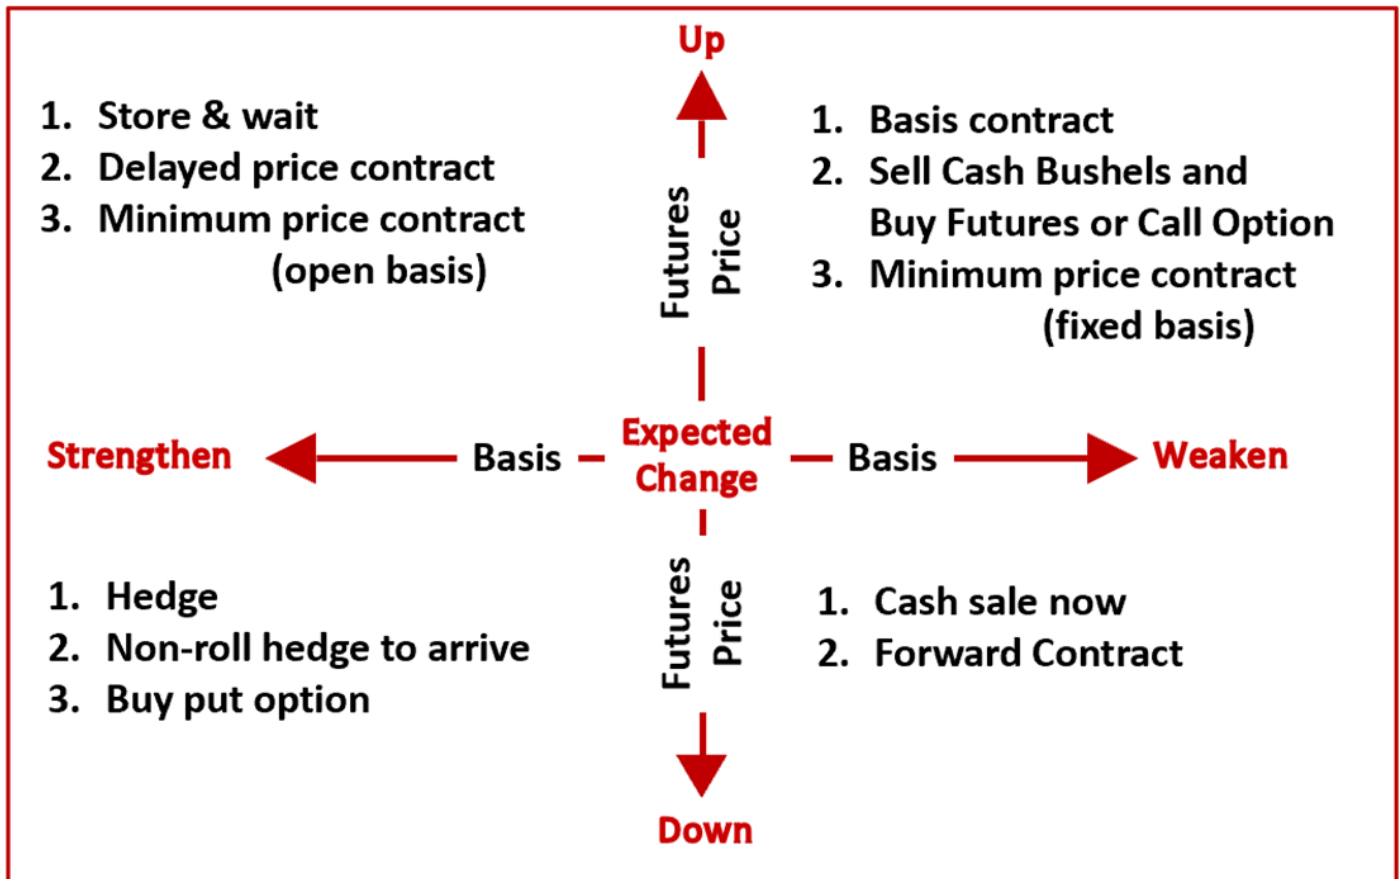 Up
1. Store & wait
2. Delayed price contract
3. Minimum price contract
(open basis)
Futures
Price
1. Basis contract
2. Sell Cash Bushels and
Buy Futures or Call Option
3. Minimum price contract
(fixed basis)
Strengthen
Basis
Expected
Change
Basis
Weaken
1. Hedge
2. Non-roll hedge to arrive
3. Buy put option
Futures
Price
1. Cash sale now
2. Forward Contract
Down